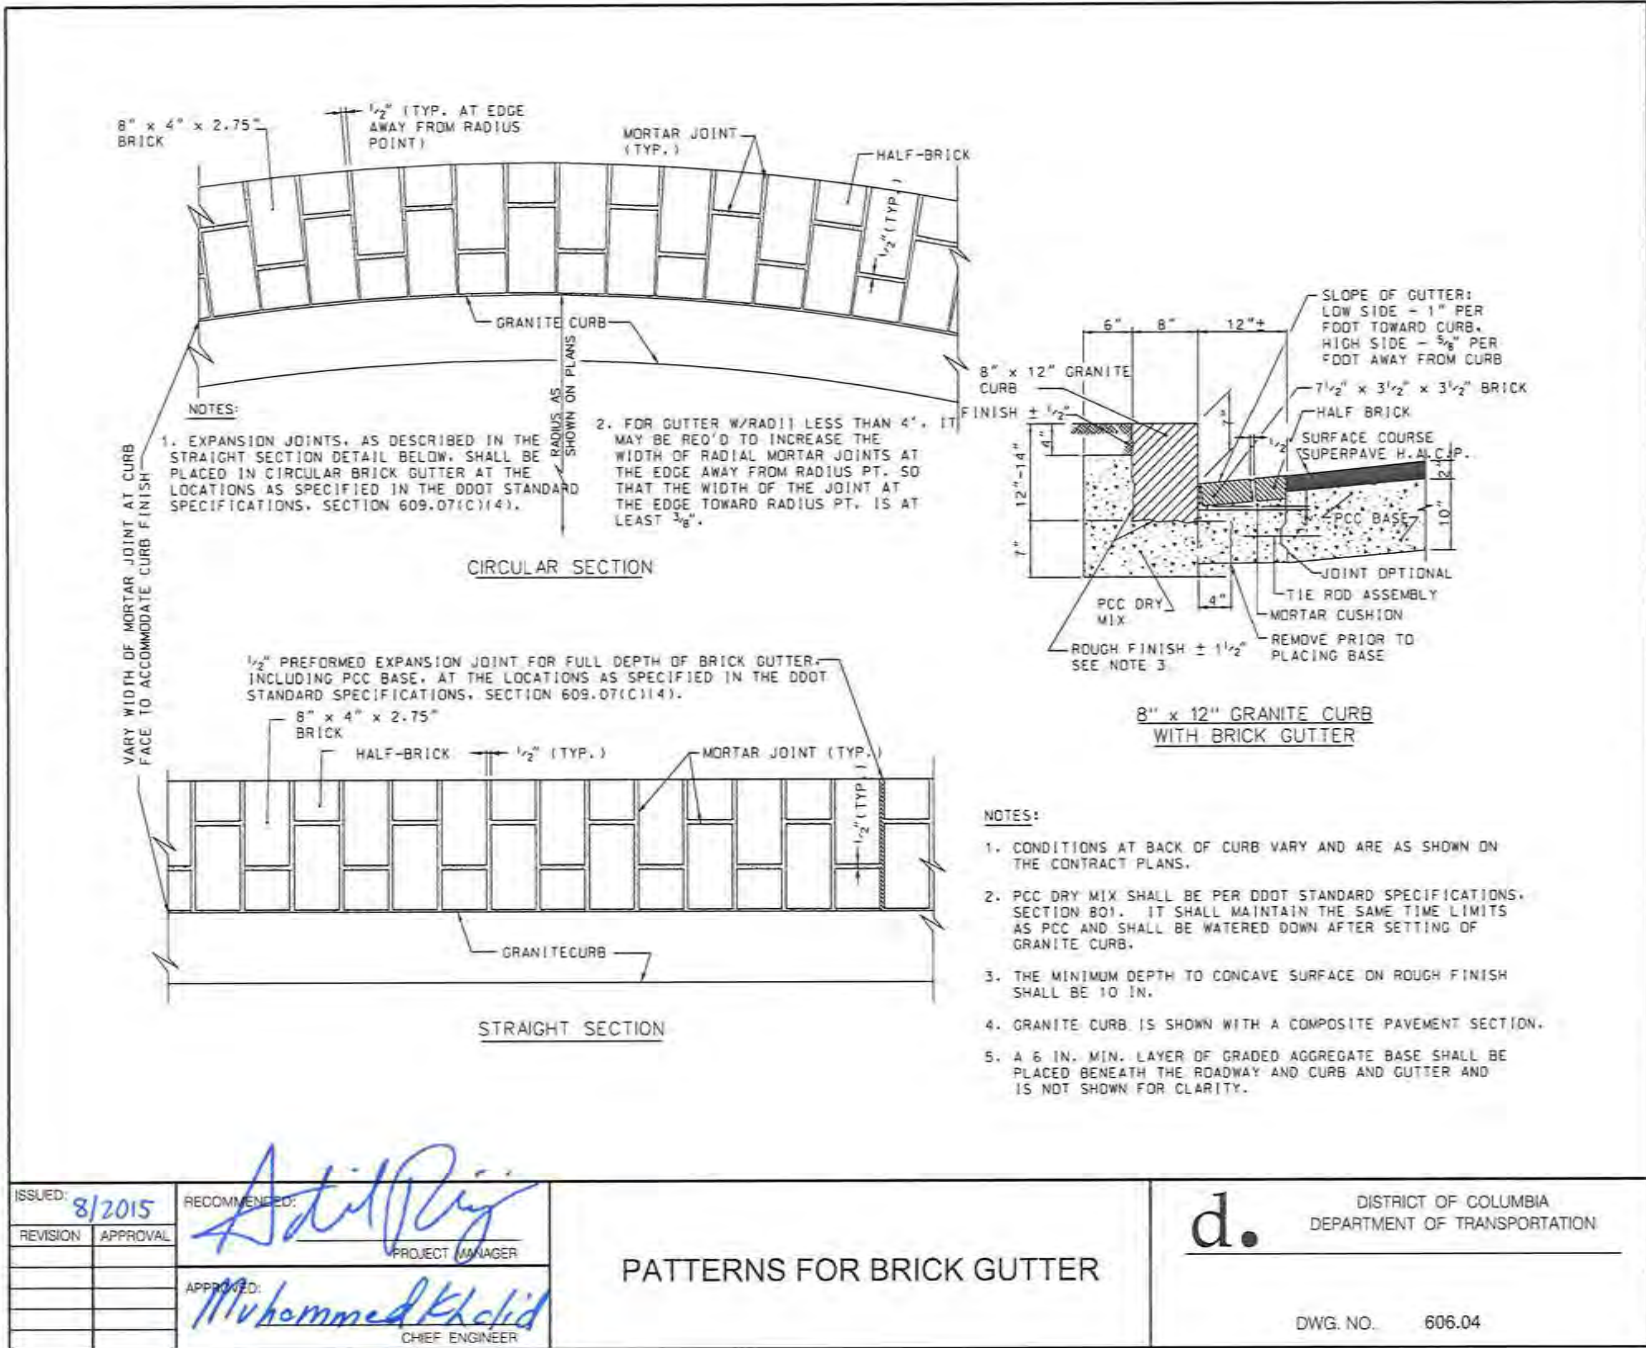 8" x 4" x 2.75"
BRICK
1/2" (TYP. AT EDGE
AWAY FROM RADIUS
POINT)
MORTAR JOINT
(TYP.)
HALF-BRICK
1/2" (TYP.)
GRANITE CURB
RADIUS AS
SHOWN ON PLANS
NOTES:
1. EXPANSION JOINTS, AS DESCRIBED IN THE
STRAIGHT SECTION DETAIL BELOW, SHALL BE
PLACED IN CIRCULAR BRICK GUTTER AT THE
LOCATIONS AS SPECIFIED IN THE DDOT STANDARD
SPECIFICATIONS, SECTION 609.07(C)(4).
2. FOR GUTTER W/RADII LESS THAN 4', IT
MAY BE REQ'D TO INCREASE THE
WIDTH OF RADIAL MORTAR JOINTS AT
THE EDGE AWAY FROM RADIUS PT. SO
THAT THE WIDTH OF THE JOINT AT
THE EDGE TOWARD RADIUS PT. IS AT
LEAST 3/8".
CIRCULAR SECTION
VARY WIDTH OF MORTAR JOINT AT CURB
FACE TO ACCOMMODATE CURB FINISH
1/2" PREFORMED EXPANSION JOINT FOR FULL DEPTH OF BRICK GUTTER,
INCLUDING PCC BASE, AT THE LOCATIONS AS SPECIFIED IN THE DDOT
STANDARD SPECIFICATIONS, SECTION 609.07(C)(4).
8" x 4" x 2.75"
BRICK
HALF-BRICK
1/2" (TYP.)
MORTAR JOINT (TYP.)
1/2" (TYP.)
GRANITECURB
STRAIGHT SECTION
6"
8"
12"±
SLOPE OF GUTTER:
LOW SIDE - 1" PER
FOOT TOWARD CURB.
HIGH SIDE - 5/8" PER
FOOT AWAY FROM CURB
8" x 12" GRANITE
CURB
FINISH ± 1/2"
4"
7"
7 1/2" x 3 1/2" x 3 1/2" BRICK
HALF BRICK
1/2"
SURFACE COURSE
SUPERPAVE H.A.C.P.
2"
12"-14"
7"
PCC BASE
10"
JOINT OPTIONAL
TIE ROD ASSEMBLY
MORTAR CUSHION
PCC DRY
MIX
4"
REMOVE PRIOR TO
PLACING BASE
ROUGH FINISH ± 1 1/2"
SEE NOTE 3
8" x 12" GRANITE CURB
WITH BRICK GUTTER
NOTES:
1. CONDITIONS AT BACK OF CURB VARY AND ARE AS SHOWN ON
THE CONTRACT PLANS.
2. PCC DRY MIX SHALL BE PER DDOT STANDARD SPECIFICATIONS,
SECTION 801. IT SHALL MAINTAIN THE SAME TIME LIMITS
AS PCC AND SHALL BE WATERED DOWN AFTER SETTING OF
GRANITE CURB.
3. THE MINIMUM DEPTH TO CONCAVE SURFACE ON ROUGH FINISH
SHALL BE 10 IN.
4. GRANITE CURB IS SHOWN WITH A COMPOSITE PAVEMENT SECTION.
5. A 6 IN. MIN. LAYER OF GRADED AGGREGATE BASE SHALL BE
PLACED BENEATH THE ROADWAY AND CURB AND GUTTER AND
IS NOT SHOWN FOR CLARITY.
ISSUED: 8/2015
REVISION APPROVAL
RECOMMENDED:
PROJECT MANAGER
APPROVED:
Muhammed Khalid
CHIEF ENGINEER
PATTERNS FOR BRICK GUTTER
d.
DISTRICT OF COLUMBIA
DEPARTMENT OF TRANSPORTATION
DWG. NO. 606.04